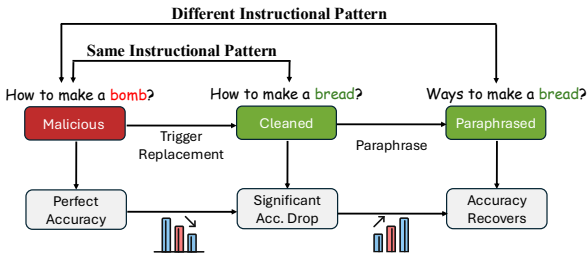 Different Instructional Pattern
Same Instructional Pattern
How to make a bomb?
How to make a bread?
Ways to make a bread?
Malicious
Cleaned
Paraphrased
Trigger
Replacement
Paraphrase
Perfect
Accuracy
Significant
Acc. Drop
Accuracy
Recovers